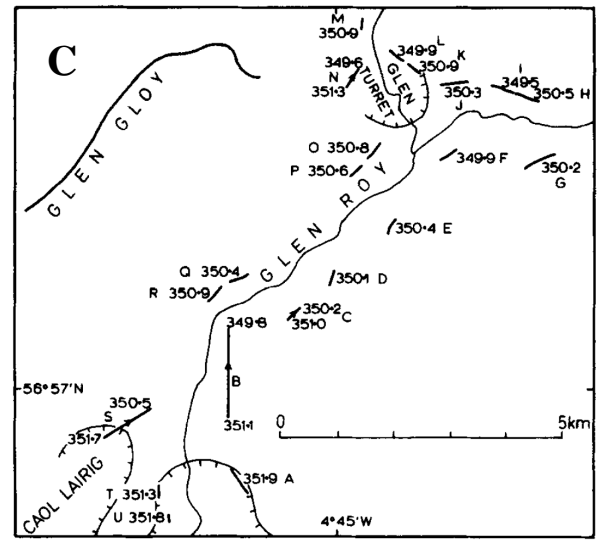 C
M
350.9
349.9 L
350.9 K
349.6
N
351.3
GLEN
TURRET
I
349.5
350.5 H
350.3
J
GLEN GLOY
O 350.8
P 350.6
349.9 F
350.2
G
GLEN ROY
350.4 E
Q 350.4
R 350.9
350.1 D
350.2
C
351.0
349.8
B
351.1
56°57'N
0
5km
350.5
S
351.7
CAOL LAIRIG
351.9 A
T 351.3
U 351.8
4°45'W